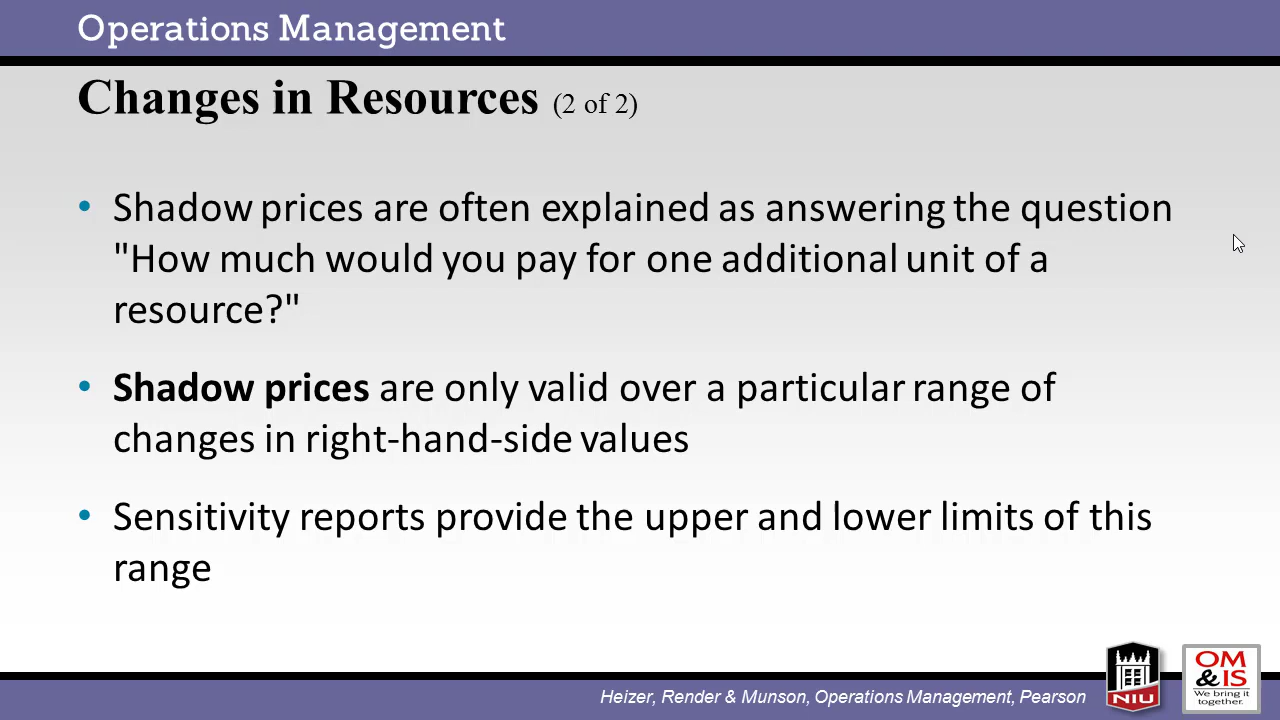 Operations Management
Changes in Resources (2 of 2)
• Shadow prices are often explained as answering the question
"How much would you pay for one additional unit of a
resource?"
• Shadow prices are only valid over a particular range of
changes in right-hand-side values
• Sensitivity reports provide the upper and lower limits of this
range
Heizer, Render & Munson, Operations Management, Pearson
NIU
OM
&IS
We bring it
together.